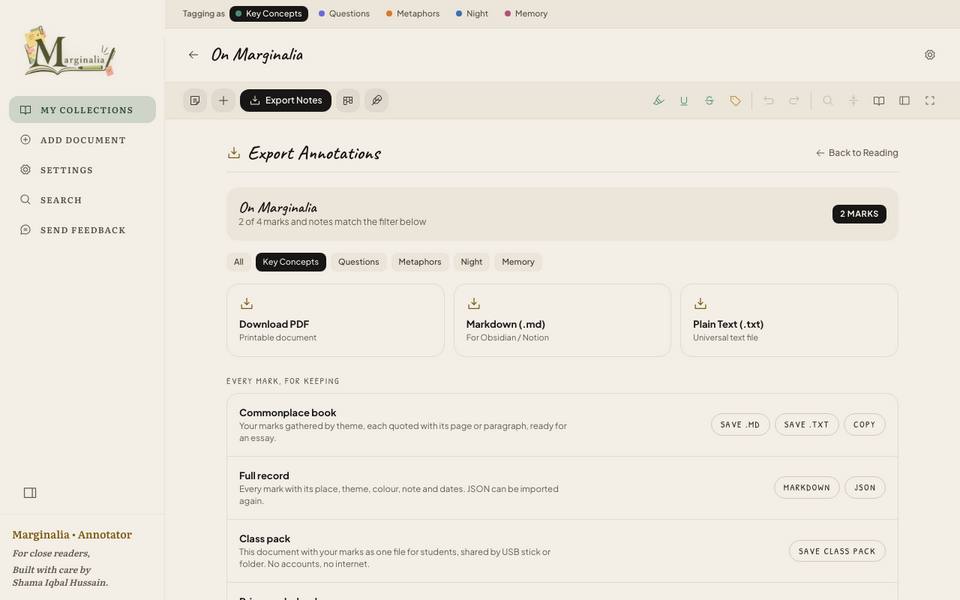 Tagging as Key Concepts Questions Metaphors Night Memory
Marginalia
On Marginalia
MY COLLECTIONS
ADD DOCUMENT
SETTINGS
SEARCH
SEND FEEDBACK
Export Notes
Export Annotations
Back to Reading
On Marginalia
2 of 4 marks and notes match the filter below
2 MARKS
All Key Concepts Questions Metaphors Night Memory
Download PDF
Printable document
Markdown (.md)
For Obsidian / Notion
Plain Text (.txt)
Universal text file
EVERY MARK, FOR KEEPING
Commonplace book
Your marks gathered by theme, each quoted with its page or paragraph, ready for
an essay.
SAVE .MD SAVE .TXT COPY
Full record
Every mark with its place, theme, colour, note and dates. JSON can be imported
again.
MARKDOWN JSON
Class pack
This document with your marks as one file for students, shared by USB stick or
folder. No accounts, no internet.
SAVE CLASS PACK
Marginalia • Annotator
For close readers,
Built with care by
Shama Iqbal Hussain.